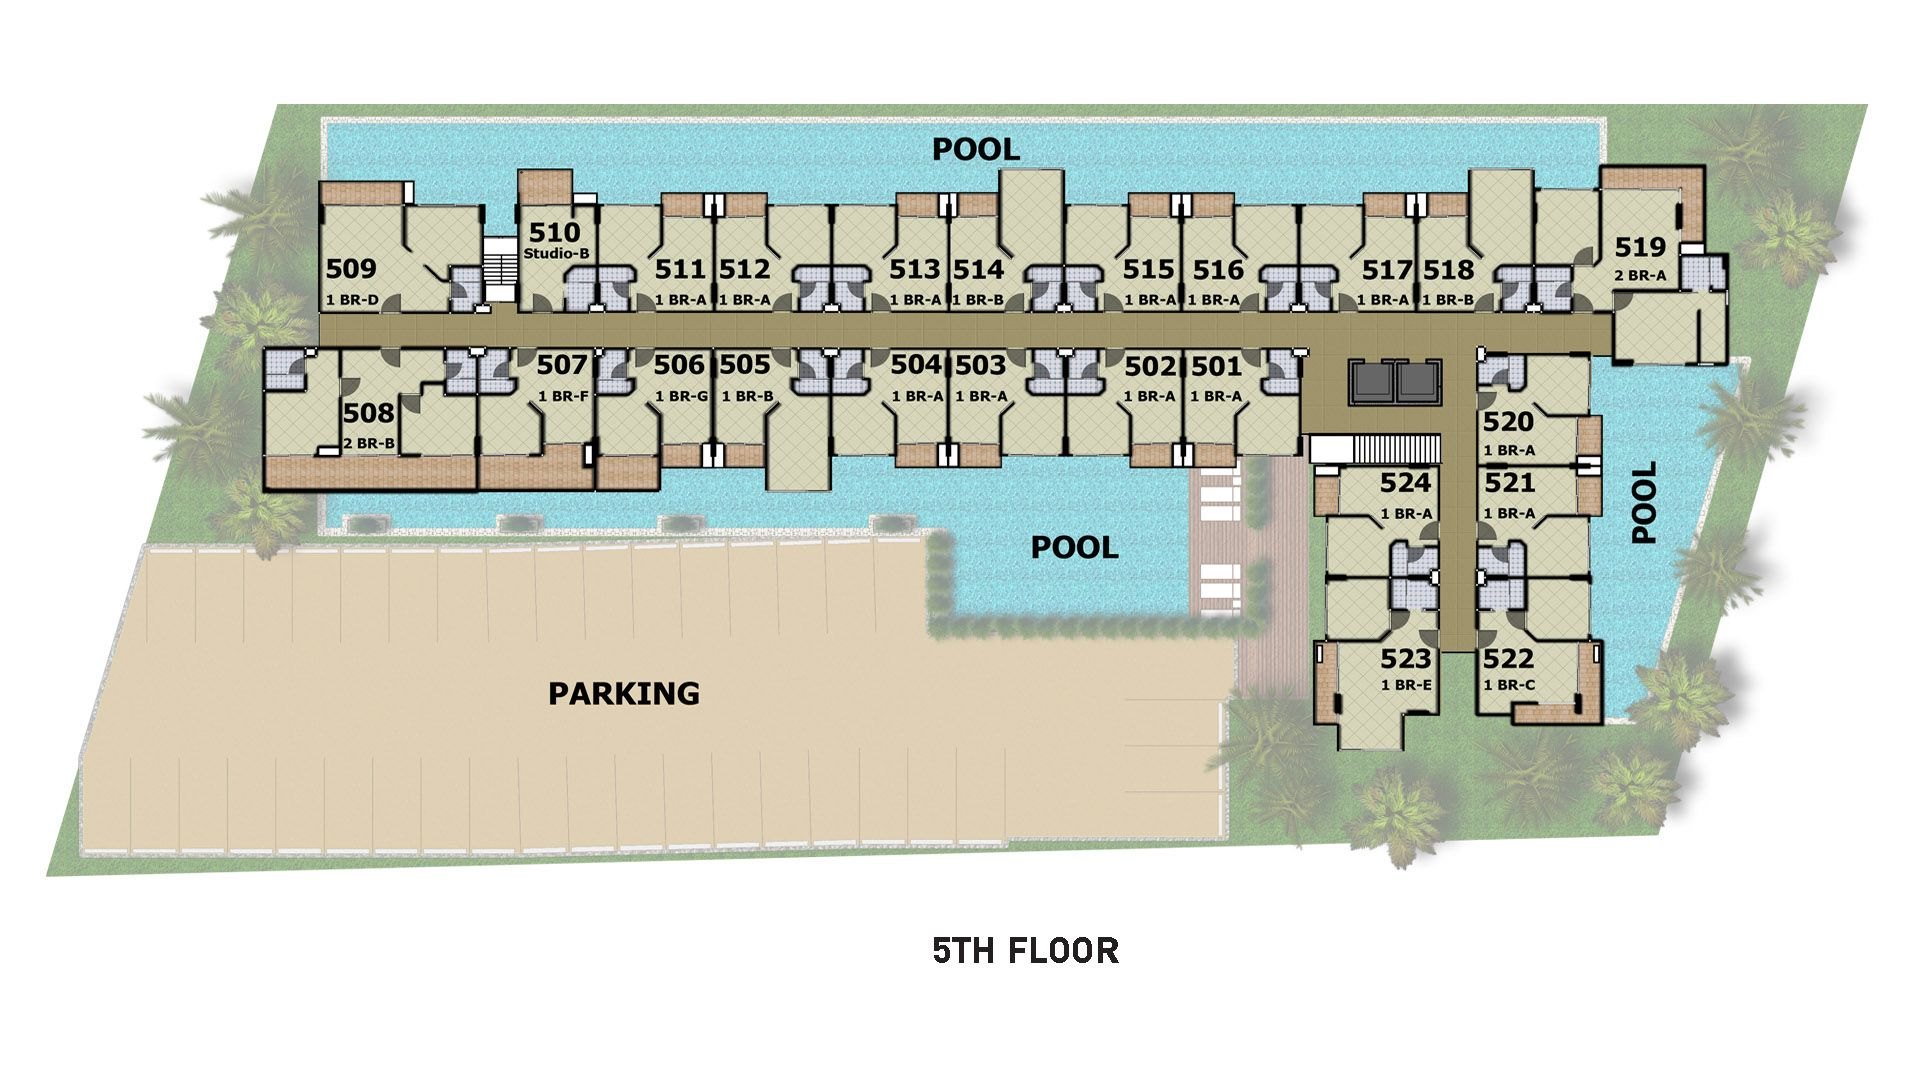 POOL
509
1 BR-D
510
Studio-B
511
1 BR-A
512
1 BR-A
513
1 BR-A
514
1 BR-B
515
1 BR-A
516
1 BR-A
517
1 BR-A
518
1 BR-B
519
2 BR-A
508
2 BR-B
507
1 BR-F
506
1 BR-G
505
1 BR-B
504
1 BR-A
503
1 BR-A
502
1 BR-A
501
1 BR-A
520
1 BR-A
524
1 BR-A
521
1 BR-A
POOL
POOL
523
1 BR-E
522
1 BR-C
PARKING
5TH FLOOR